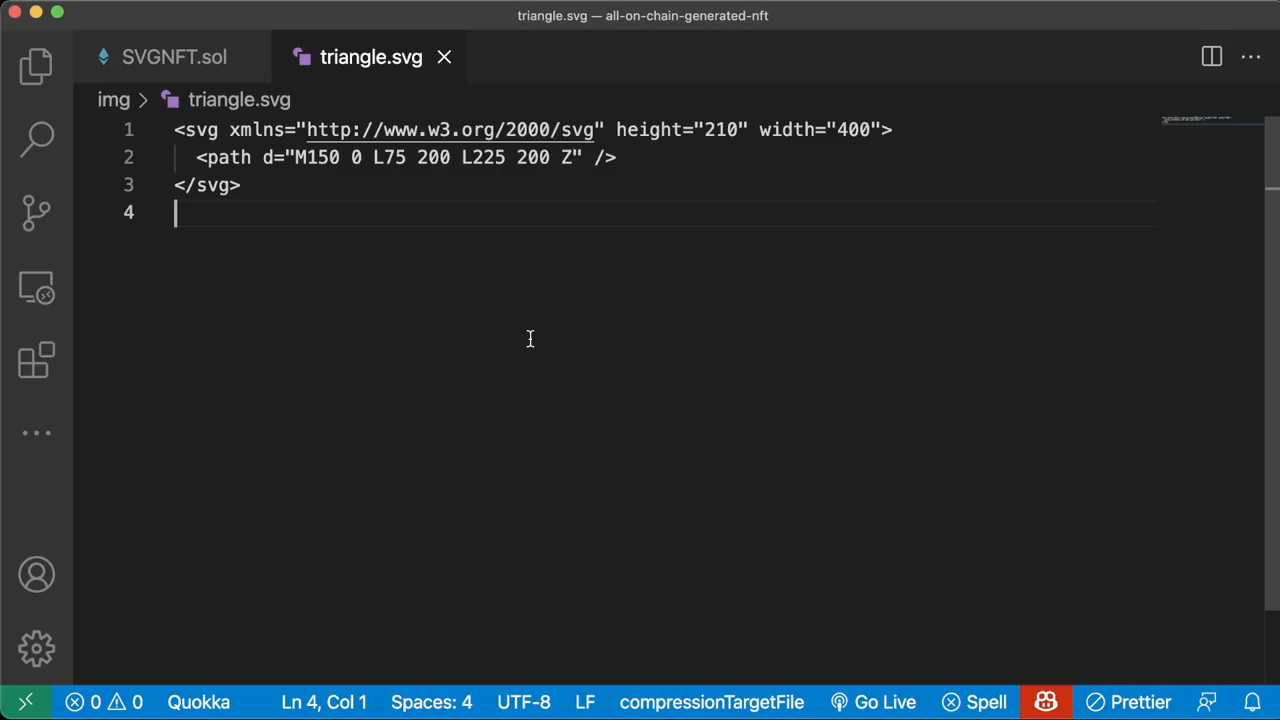 triangle.svg — all-on-chain-generated-nft
SVGNFT.sol
triangle.svg
img > triangle.svg
1 <svg xmlns="http://www.w3.org/2000/svg" height="210" width="400">
2 <path d="M150 0 L75 200 L225 200 Z" />
3 </svg>
4
0 0 Quokka Ln 4, Col 1 Spaces: 4 UTF-8 LF compressionTargetFile Go Live Spell Prettier